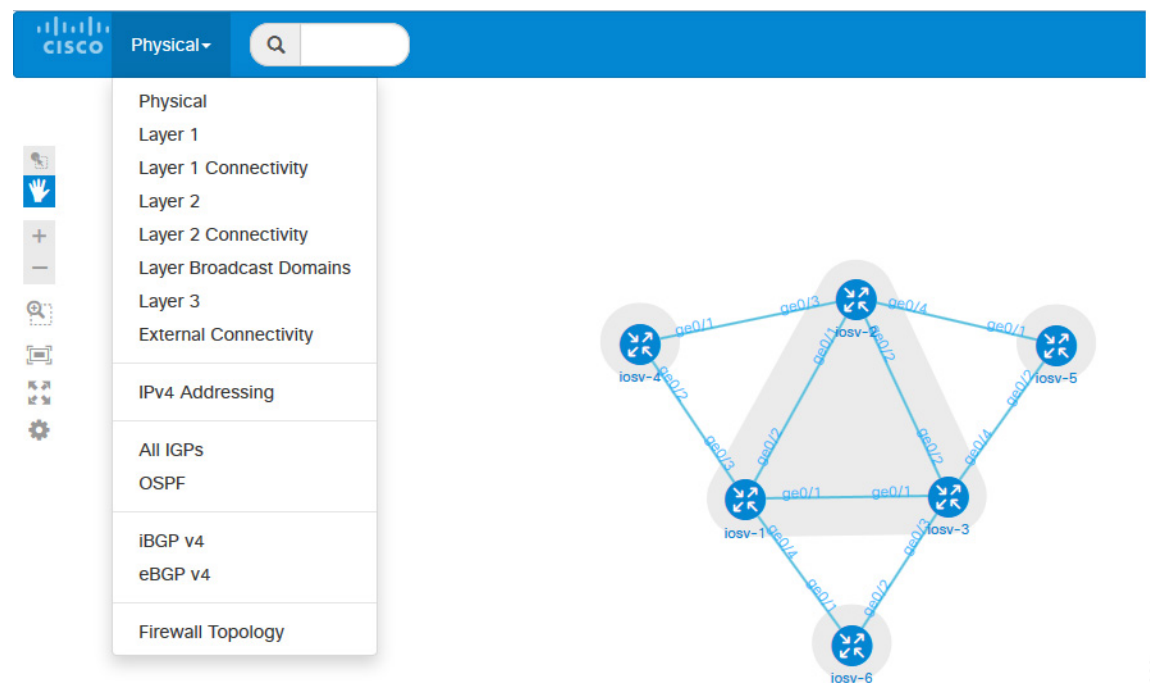 CISCO
Physical
Physical
Layer 1
Layer 1 Connectivity
Layer 2
Layer 2 Connectivity
Layer Broadcast Domains
Layer 3
External Connectivity
IPv4 Addressing
All IGPs
OSPF
iBGP v4
eBGP v4
Firewall Topology
ge0/3
ge0/4
iosv-2
ge0/1
ge0/1
iosv-4
iosv-5
ge0/1
ge0/2
ge0/2
ge0/2
ge0/3
ge0/2
ge0/2
ge0/4
ge0/1
ge0/1
iosv-1
iosv-3
ge0/4
ge0/3
ge0/1
ge0/2
iosv-6